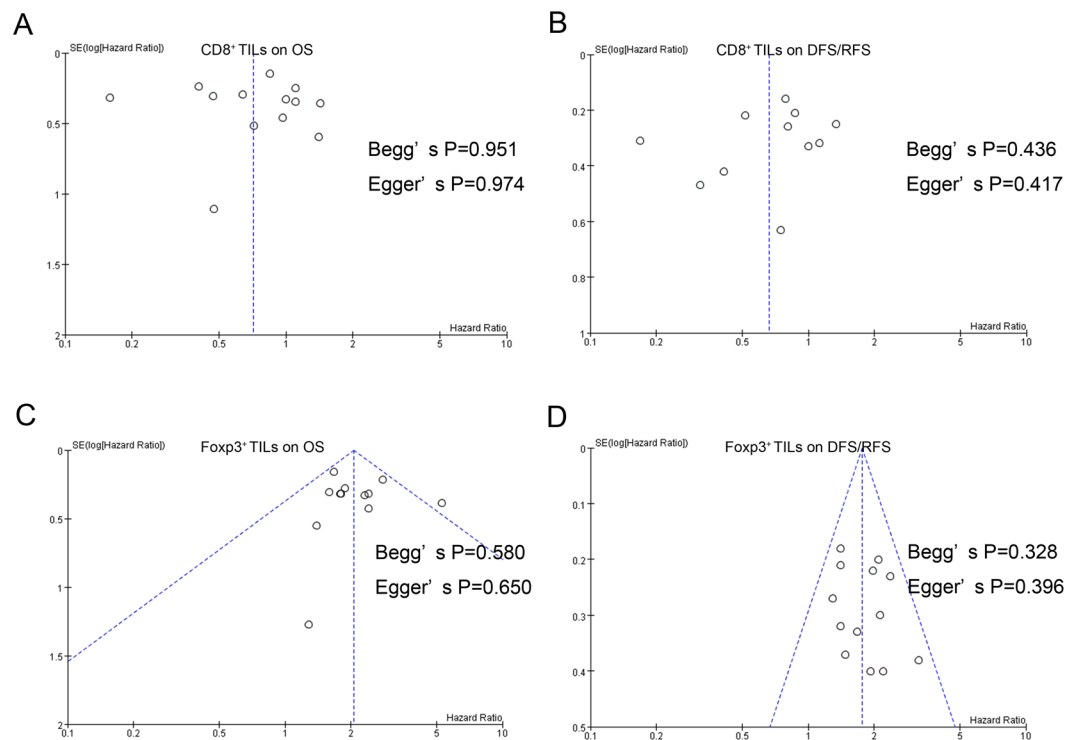 A
SE(log[Hazard Ratio])
CD8⁺ TILs on OS
0
0.5
1
1.5
2
Begg’ s P=0.951
Egger’ s P=0.974
Hazard Ratio
0.1 0.2 0.5 1 2 5 10
B
SE(log[Hazard Ratio])
CD8⁺ TILs on DFS/RFS
0
0.2
0.4
0.6
0.8
1
Begg’ s P=0.436
Egger’ s P=0.417
Hazard Ratio
0.1 0.2 0.5 1 2 5 10
C
SE(log[Hazard Ratio])
Foxp3⁺ TILs on OS
0
0.5
1
1.5
2
Begg’ s P=0.580
Egger’ s P=0.650
Hazard Ratio
0.1 0.2 0.5 1 2 5 10
D
SE(log[Hazard Ratio])
Foxp3⁺ TILs on DFS/RFS
0
0.1
0.2
0.3
0.4
0.5
Begg’ s P=0.328
Egger’ s P=0.396
Hazard Ratio
0.1 0.2 0.5 1 2 5 10